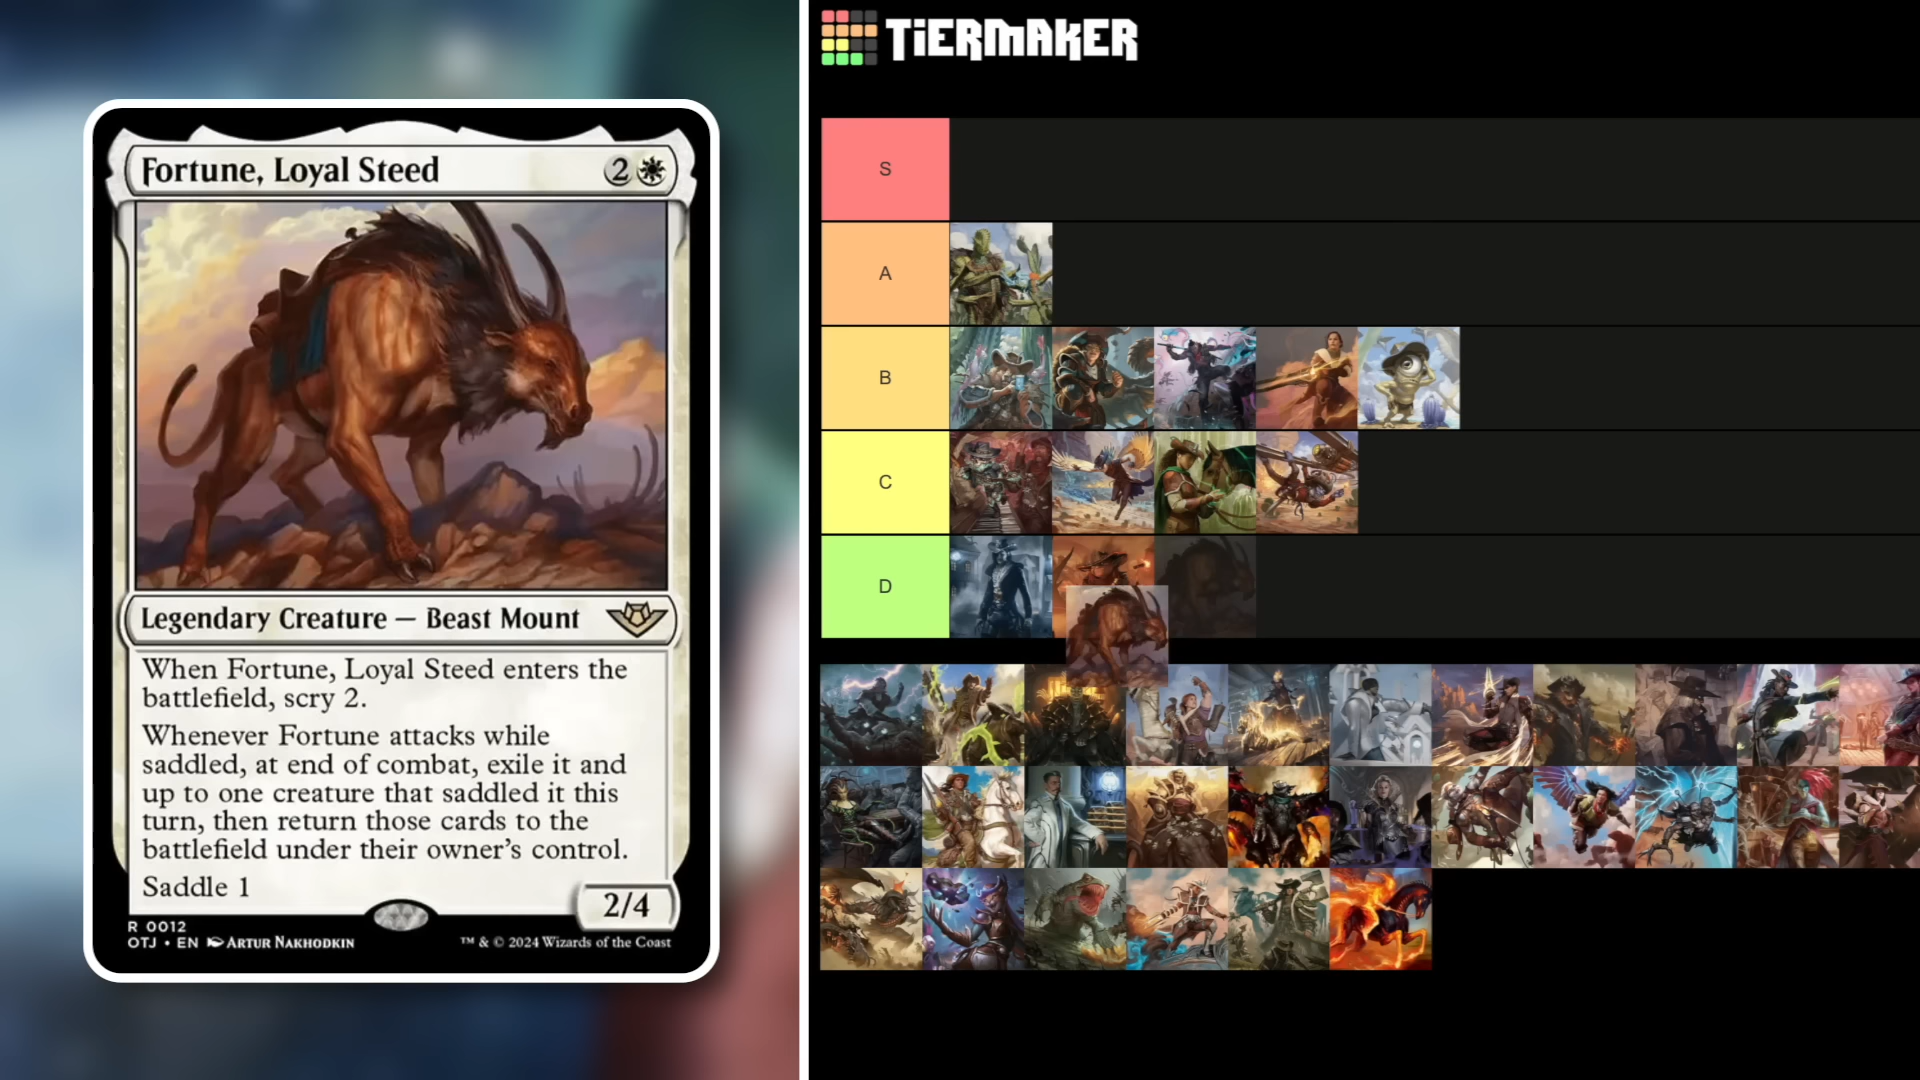 Fortune, Loyal Steed 2
Legendary Creature — Beast Mount
When Fortune, Loyal Steed enters the
battlefield, scry 2.
Whenever Fortune attacks while
saddled, at end of combat, exile it and
up to one creature that saddled it this
turn, then return those cards to the
battlefield under their owner's control.
Saddle 1
2/4
R 0012
OTJ • EN ARTUR NAKHODKIN
™ & © 2024 Wizards of the Coast
TiERMAKER
S
A
B
C
D